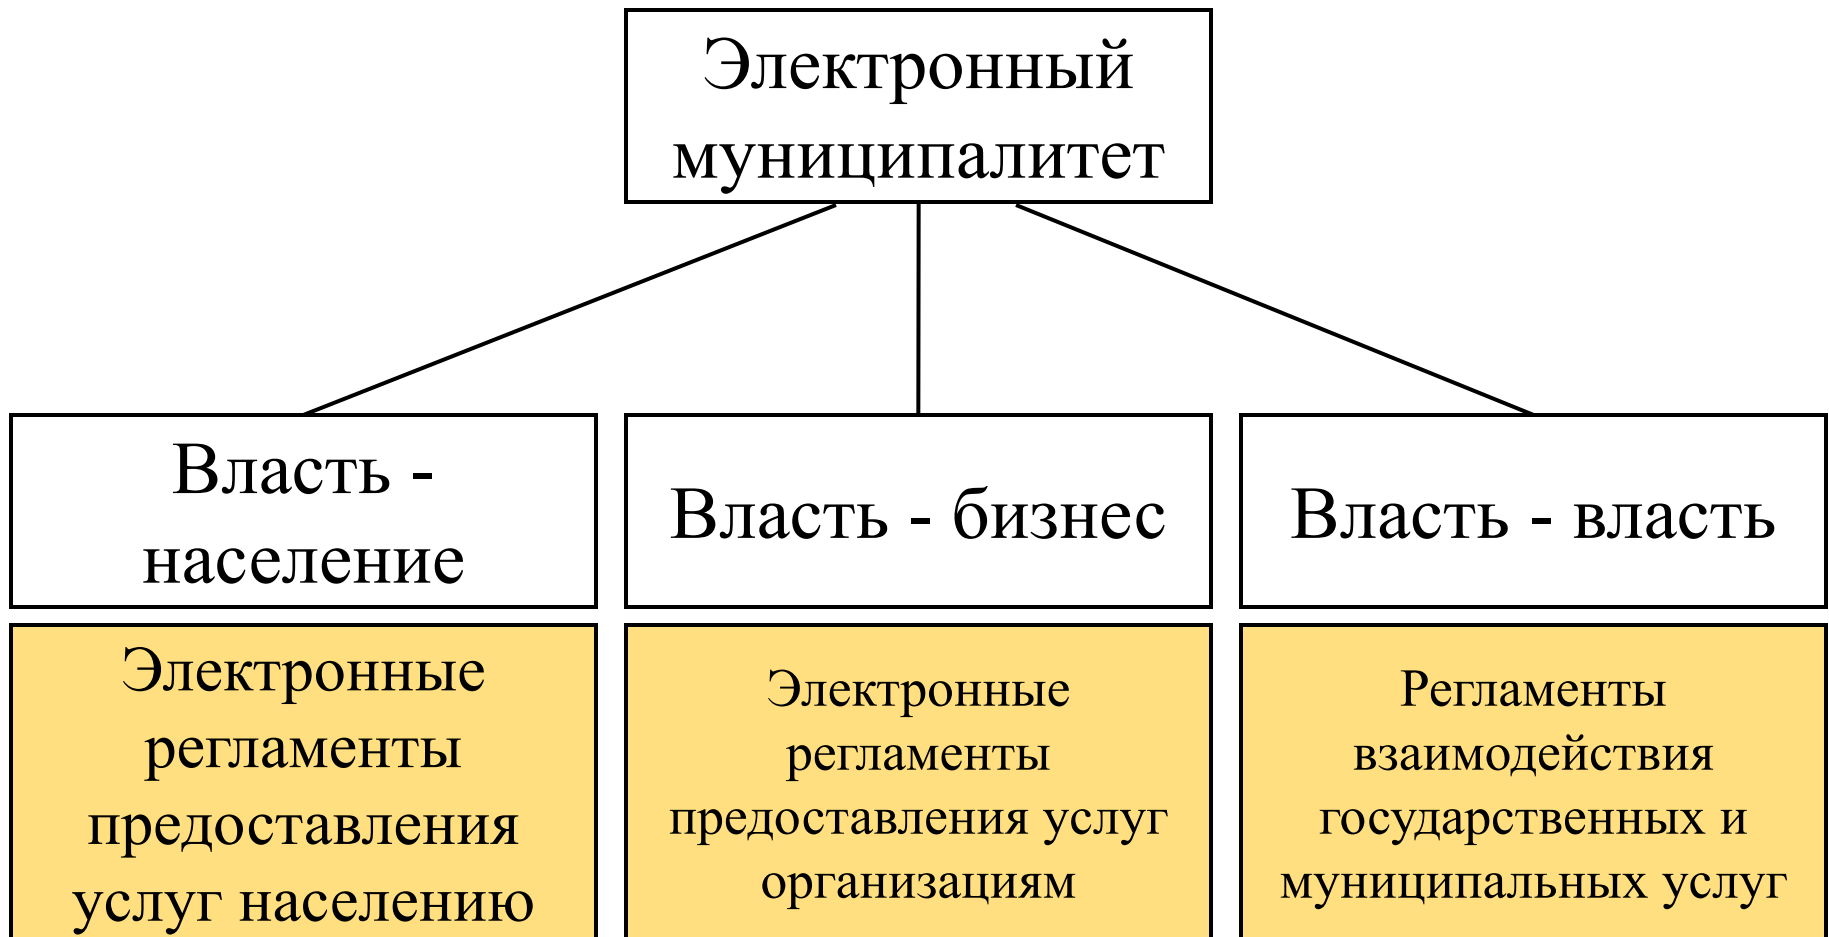 Электронный
муниципалитет
Власть -
население
Власть - бизнес
Власть - власть
Электронные
регламенты
предоставления
услуг населению
Электронные
регламенты
предоставления услуг
организациям
Регламенты
взаимодействия
государственных и
муниципальных услуг